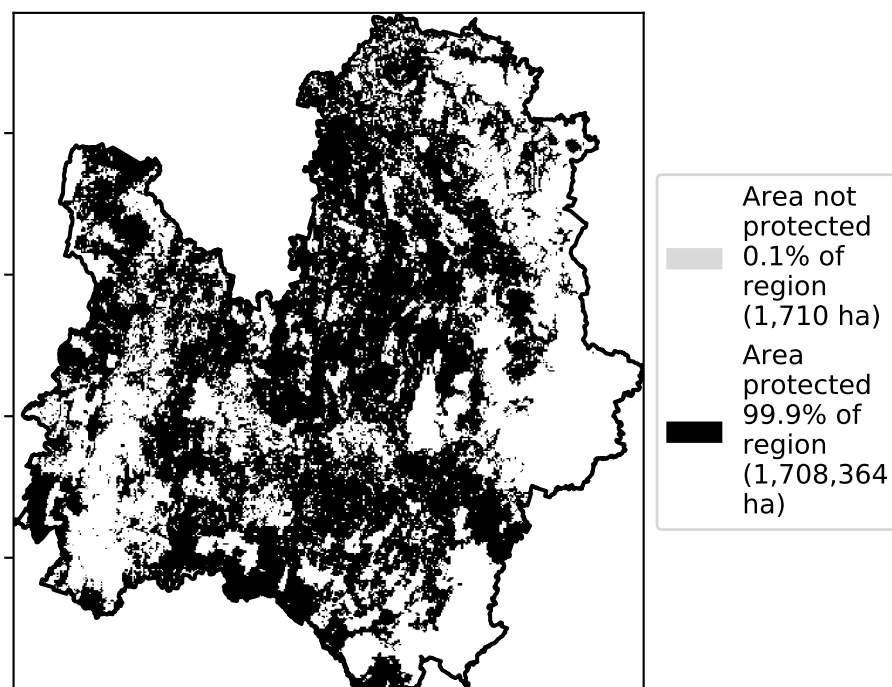 Area not
protected
0.1% of
region
(1,710 ha)
Area
protected
99.9% of
region
(1,708,364
ha)